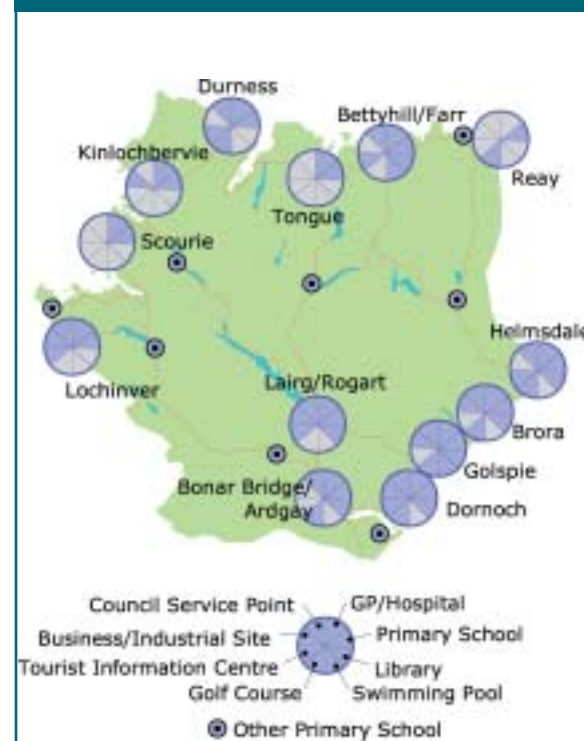 Durness
Bettyhill/Farr
Kinlochbervie
Reay
Tongue
Scourie
Helmsdale
Lochinver
Lairg/Rogart
Brora
Golspie
Bonar Bridge/
Ardgay
Dornoch
Council Service Point
GP/Hospital
Business/Industrial Site
Primary School
Tourist Information Centre
Library
Golf Course
Swimming Pool
Other Primary School